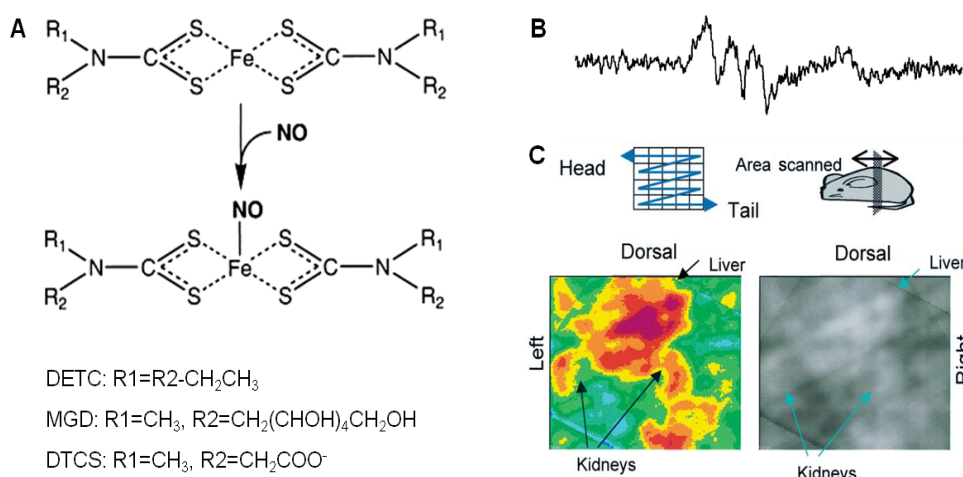 A
R₁ S S R₁
N C Fe C N
R₂ S S R₂
NO
NO
R₁ S S R₁
N C Fe C N
R₂ S S R₂
DETC: R1=R2-CH₂CH₃
MGD: R1=CH₃, R2=CH₂(CHOH)₄CH₂OH
DTCS: R1=CH₃, R2=CH₂COO⁻
B
C
Head
Tail
Area scanned
Dorsal
Liver
Left
Kidneys
Dorsal
Liver
Right
Kidneys